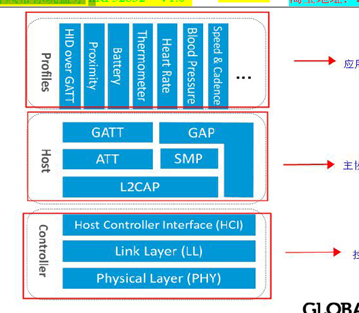 Profiles
HID over GATT
Proximity
Battery
Thermometer
Heart Rate
Blood Pressure
Speed & Cadence
...
应
Host
GATT
GAP
ATT
SMP
L2CAP
主
Controller
Host Controller Interface (HCI)
Link Layer (LL)
Physical Layer (PHY)
GLOBA